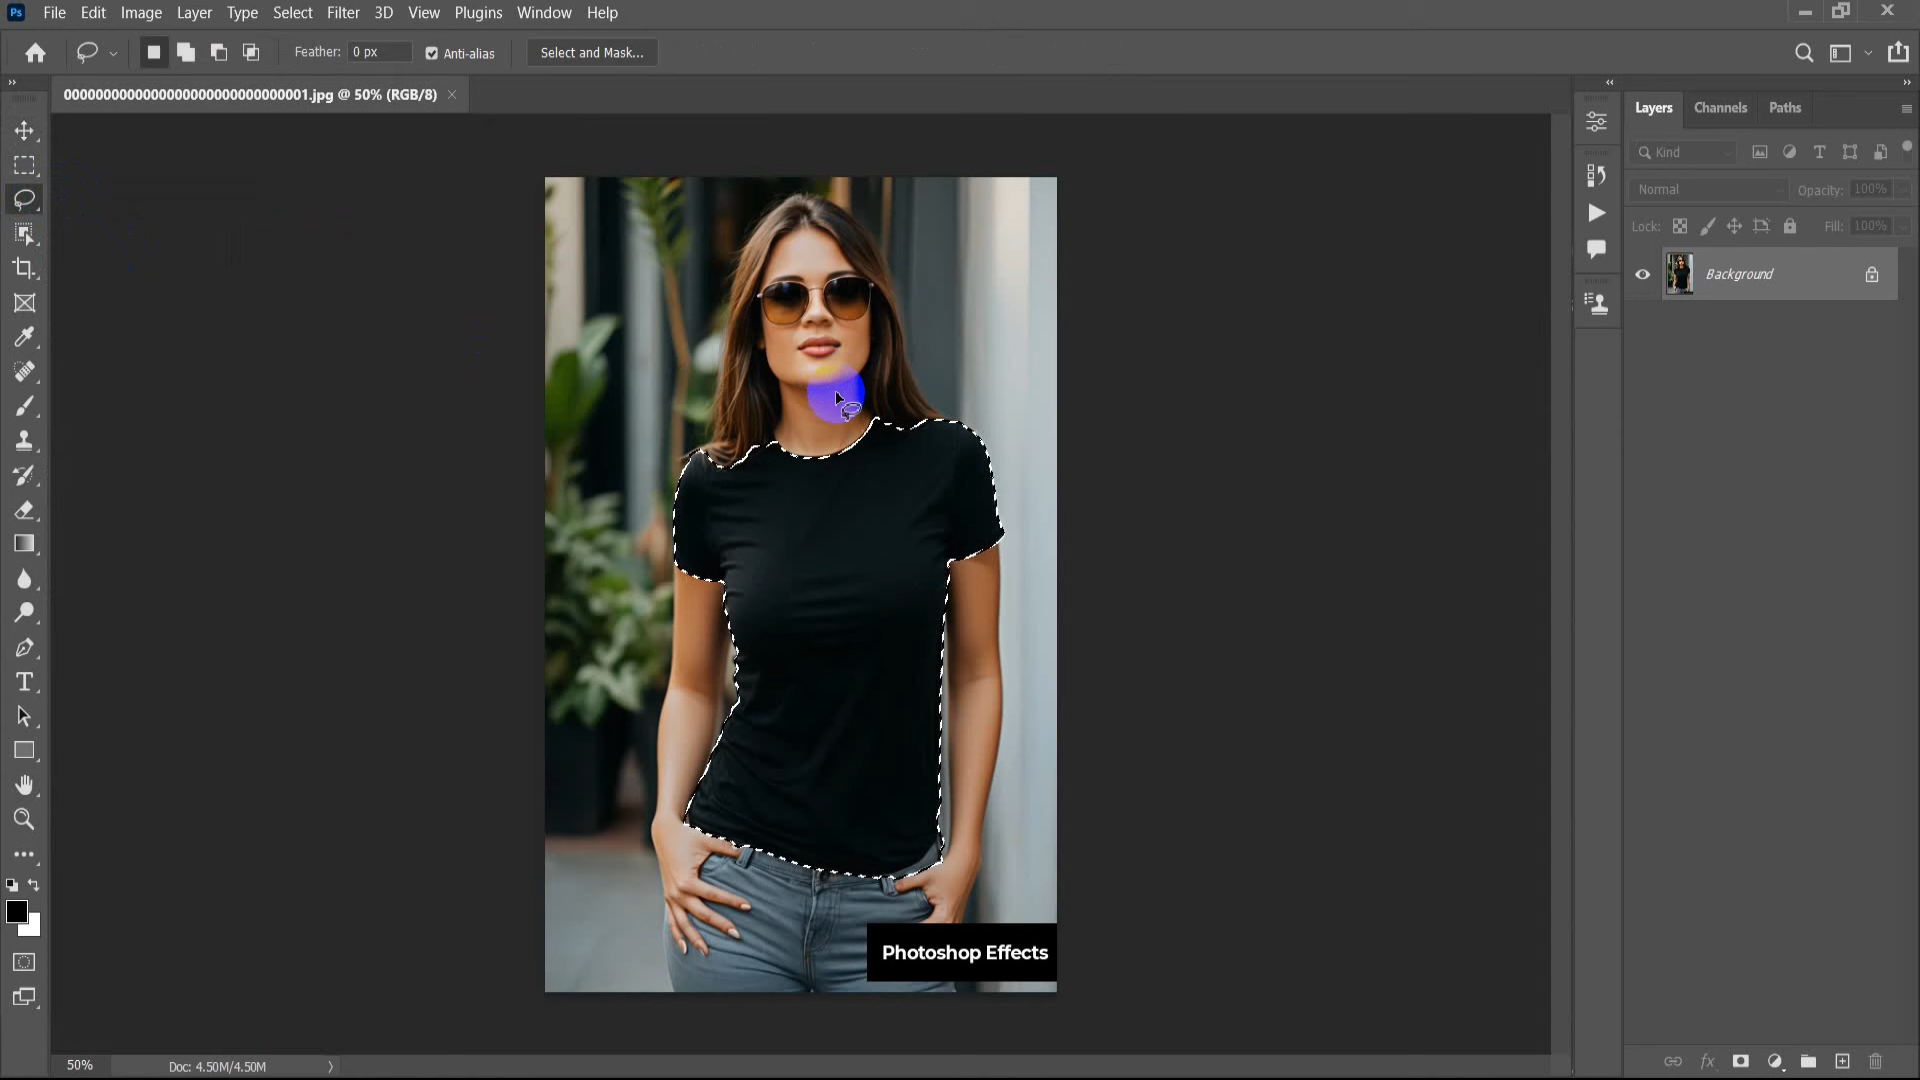 Ps File Edit Image Layer Type Select Filter 3D View Plugins Window Help
Feather: 0 px Anti-alias Select and Mask...
0000000000000000000000000000001.jpg @ 50% (RGB/8)
Layers Channels Paths
Kind
Normal Opacity: 100%
Lock: Fill: 100%
Background
Photoshop Effects
fx
50% Doc: 4.50M/4.50M